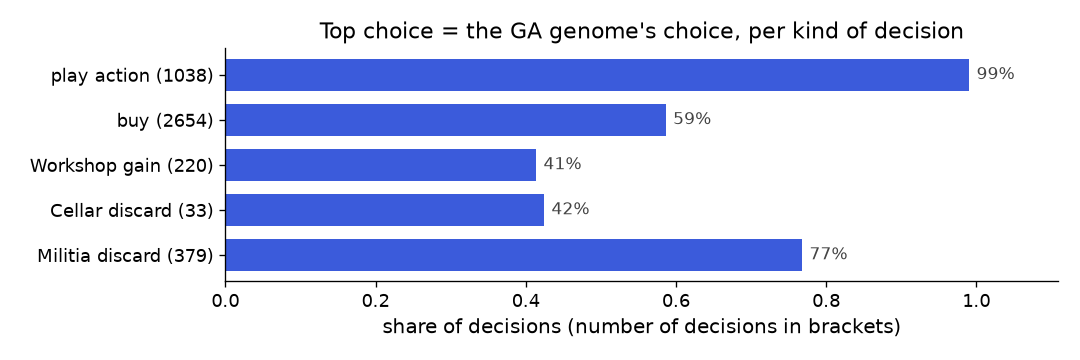 Top choice = the GA genome's choice, per kind of decision
play action (1038)
99%
buy (2654)
59%
Workshop gain (220)
41%
Cellar discard (33)
42%
Militia discard (379)
77%
0.0 0.2 0.4 0.6 0.8 1.0
share of decisions (number of decisions in brackets)